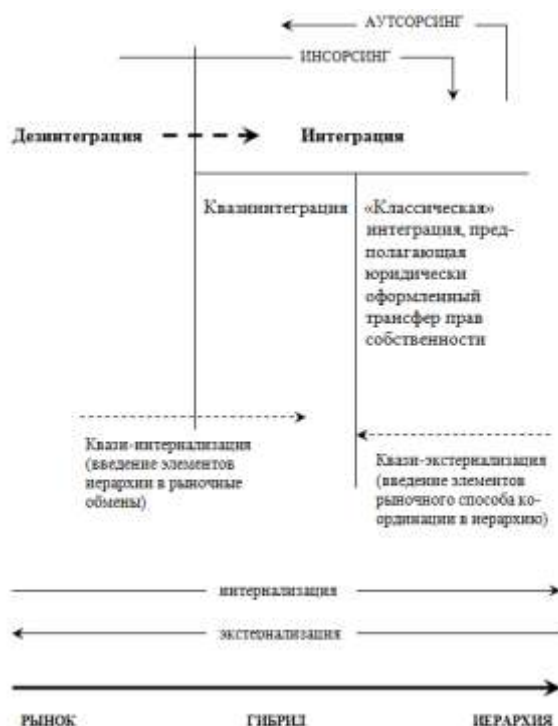 АУТСОРСИНГ
ИНСОРСИНГ
Дезинтеграция
Интеграция
Квазиинтеграция
«Классическая»
интеграция, пред-
полагающая
юридически
оформленный
трансфер прав
собственности
Квази-интернализация
(введение элементов
иерархии в рыночные
обмены)
Квази-экстернализация
(введение элементов
рыночного способа ко-
ординации в иерархию)
интернализация
экстернализация
РЫНОК ГИБРИД ИЕРАРХИЯ